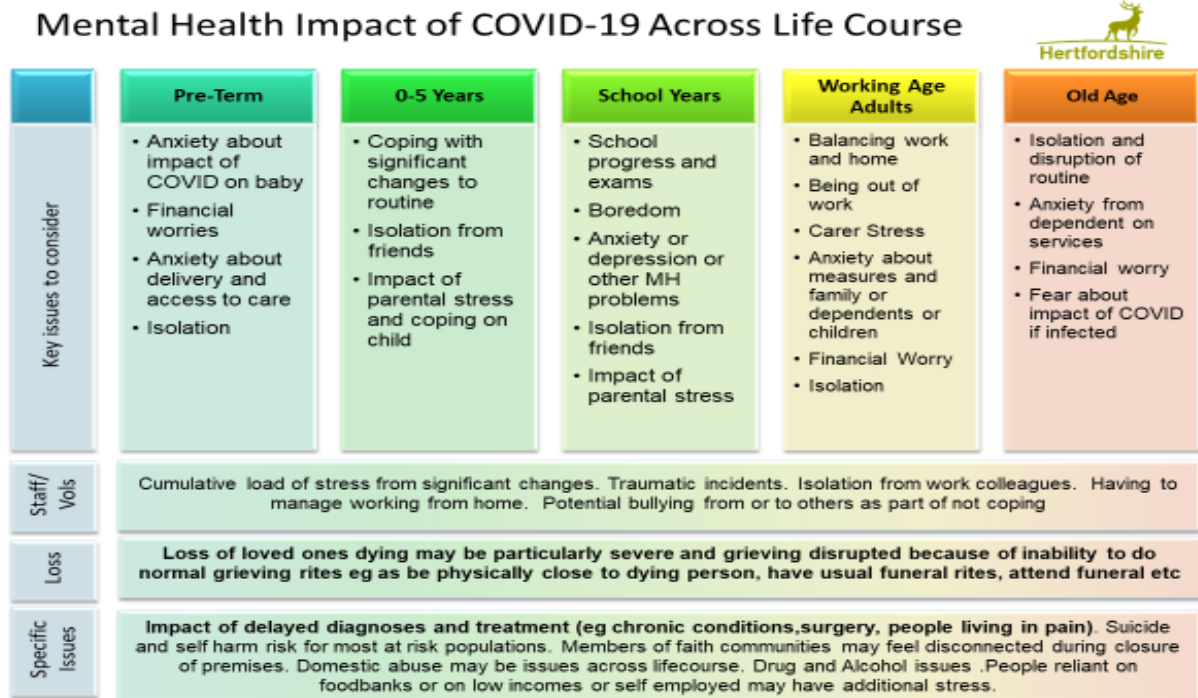 Mental Health Impact of COVID-19 Across Life Course
Hertfordshire
Pre-Term
0-5 Years
School Years
Working Age
Adults
Old Age
Key issues to consider
• Anxiety about
impact of
COVID on baby
• Financial
worries
• Anxiety about
delivery and
access to care
• Isolation
• Coping with
significant
changes to
routine
• Isolation from
friends
• Impact of
parental stress
and coping on
child
• School
progress and
exams
• Boredom
• Anxiety or
depression or
other MH
problems
• Isolation from
friends
• Impact of
parental stress
• Balancing work
and home
• Being out of
work
• Carer Stress
• Anxiety about
measures and
family or
dependents or
children
• Financial Worry
• Isolation
• Isolation and
disruption of
routine
• Anxiety from
dependent on
services
• Financial worry
• Fear about
impact of COVID
if infected
Staff/
Vols
Cumulative load of stress from significant changes. Traumatic incidents. Isolation from work colleagues. Having to
manage working from home. Potential bullying from or to others as part of not coping
Loss
Loss of loved ones dying may be particularly severe and grieving disrupted because of inability to do
normal grieving rites eg as be physically close to dying person, have usual funeral rites, attend funeral etc
Specific
Issues
Impact of delayed diagnoses and treatment (eg chronic conditions,surgery, people living in pain). Suicide
and self harm risk for most at risk populations. Members of faith communities may feel disconnected during closure
of premises. Domestic abuse may be issues across lifecourse. Drug and Alcohol issues .People reliant on
foodbanks or on low incomes or self employed may have additional stress.